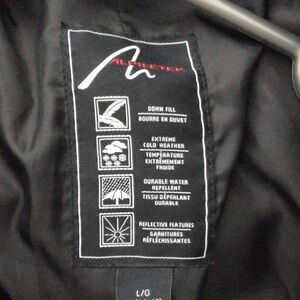 ALPINETEK
DOWN FILL
BOURRE EN DUVET
EXTREME
COLD WEATHER
TEMPÉRATURE
EXTRÊMEMENT
FROIDE
DURABLE WATER
REPELLENT
TISSU DÉPERLANT
DURABLE
REFLECTIVE FEATURES
GARNITURES
RÉFLÉCHISSANTES
L/G